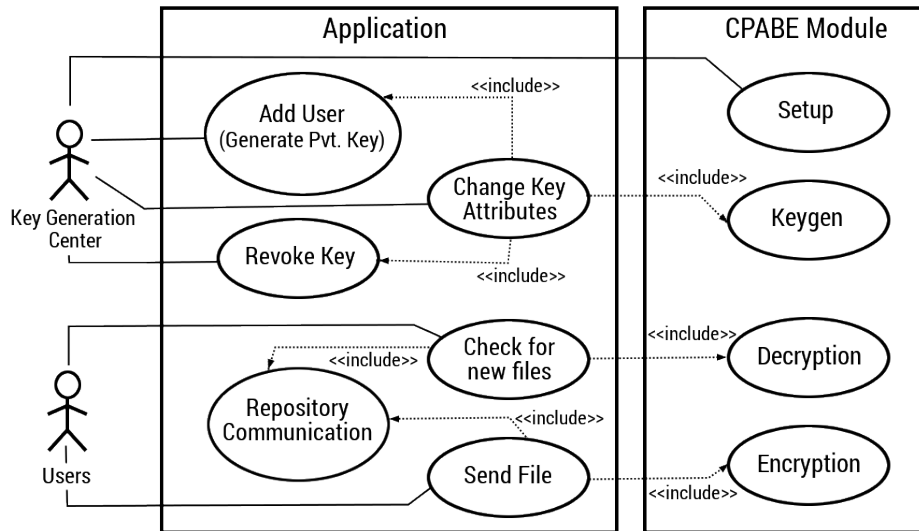 Application
CPABE Module
<<include>>
Add User
(Generate Pvt. Key)
Setup
Key Generation
Center
Change Key
Attributes
<<include>>
Keygen
Revoke Key
<<include>>
Check for
new files
<<include>>
<<include>>
Decryption
Repository
Communication
<<include>>
Users
Send File
Encryption
<<include>>